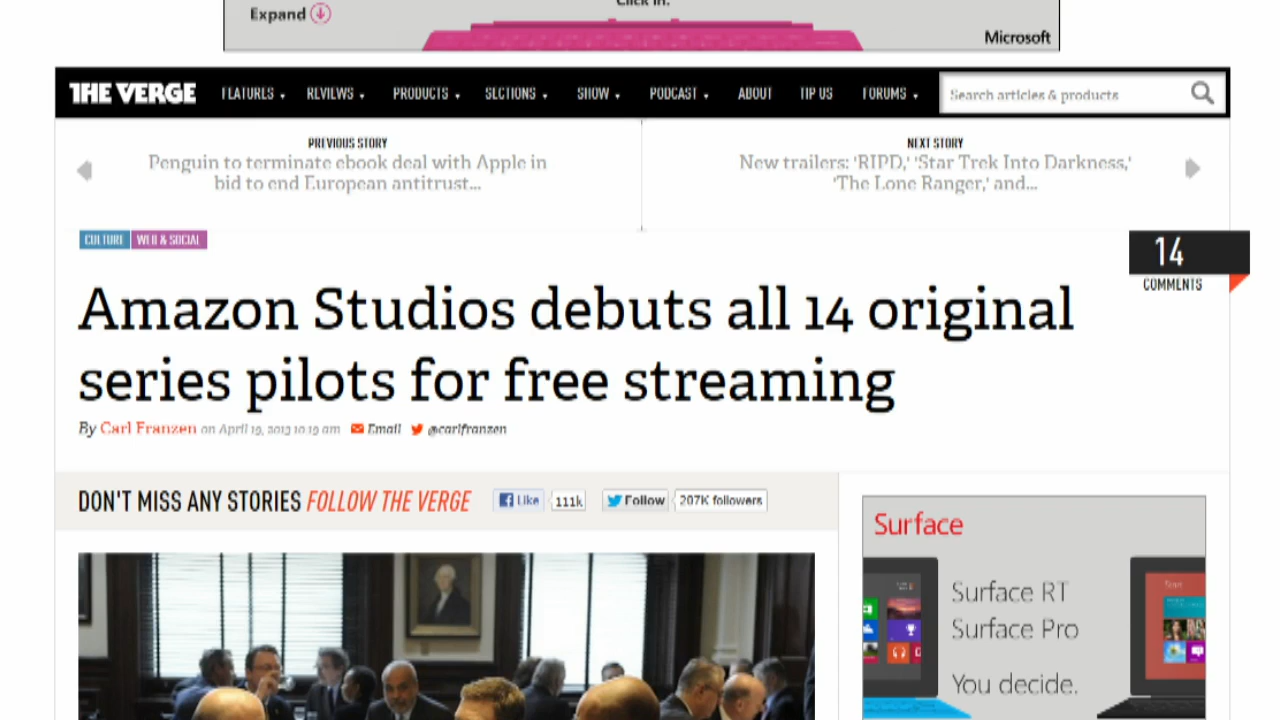 Click in.
Expand
Microsoft
THE VERGE FEATURES REVIEWS PRODUCTS SECTIONS SHOW PODCAST ABOUT TIP US FORUMS Search articles & products
PREVIOUS STORY
Penguin to terminate ebook deal with Apple in
bid to end European antitrust...
NEXT STORY
New trailers: 'RIPD,' 'Star Trek Into Darkness,'
'The Lone Ranger,' and...
CULTURE WEB & SOCIAL
14
COMMENTS
Amazon Studios debuts all 14 original
series pilots for free streaming
By Carl Franzen on April 19, 2013 10:19 am Email @carlfranzen
DON'T MISS ANY STORIES FOLLOW THE VERGE Like 111k Follow 207K followers
Surface
Surface RT
Surface Pro
You decide.
Start